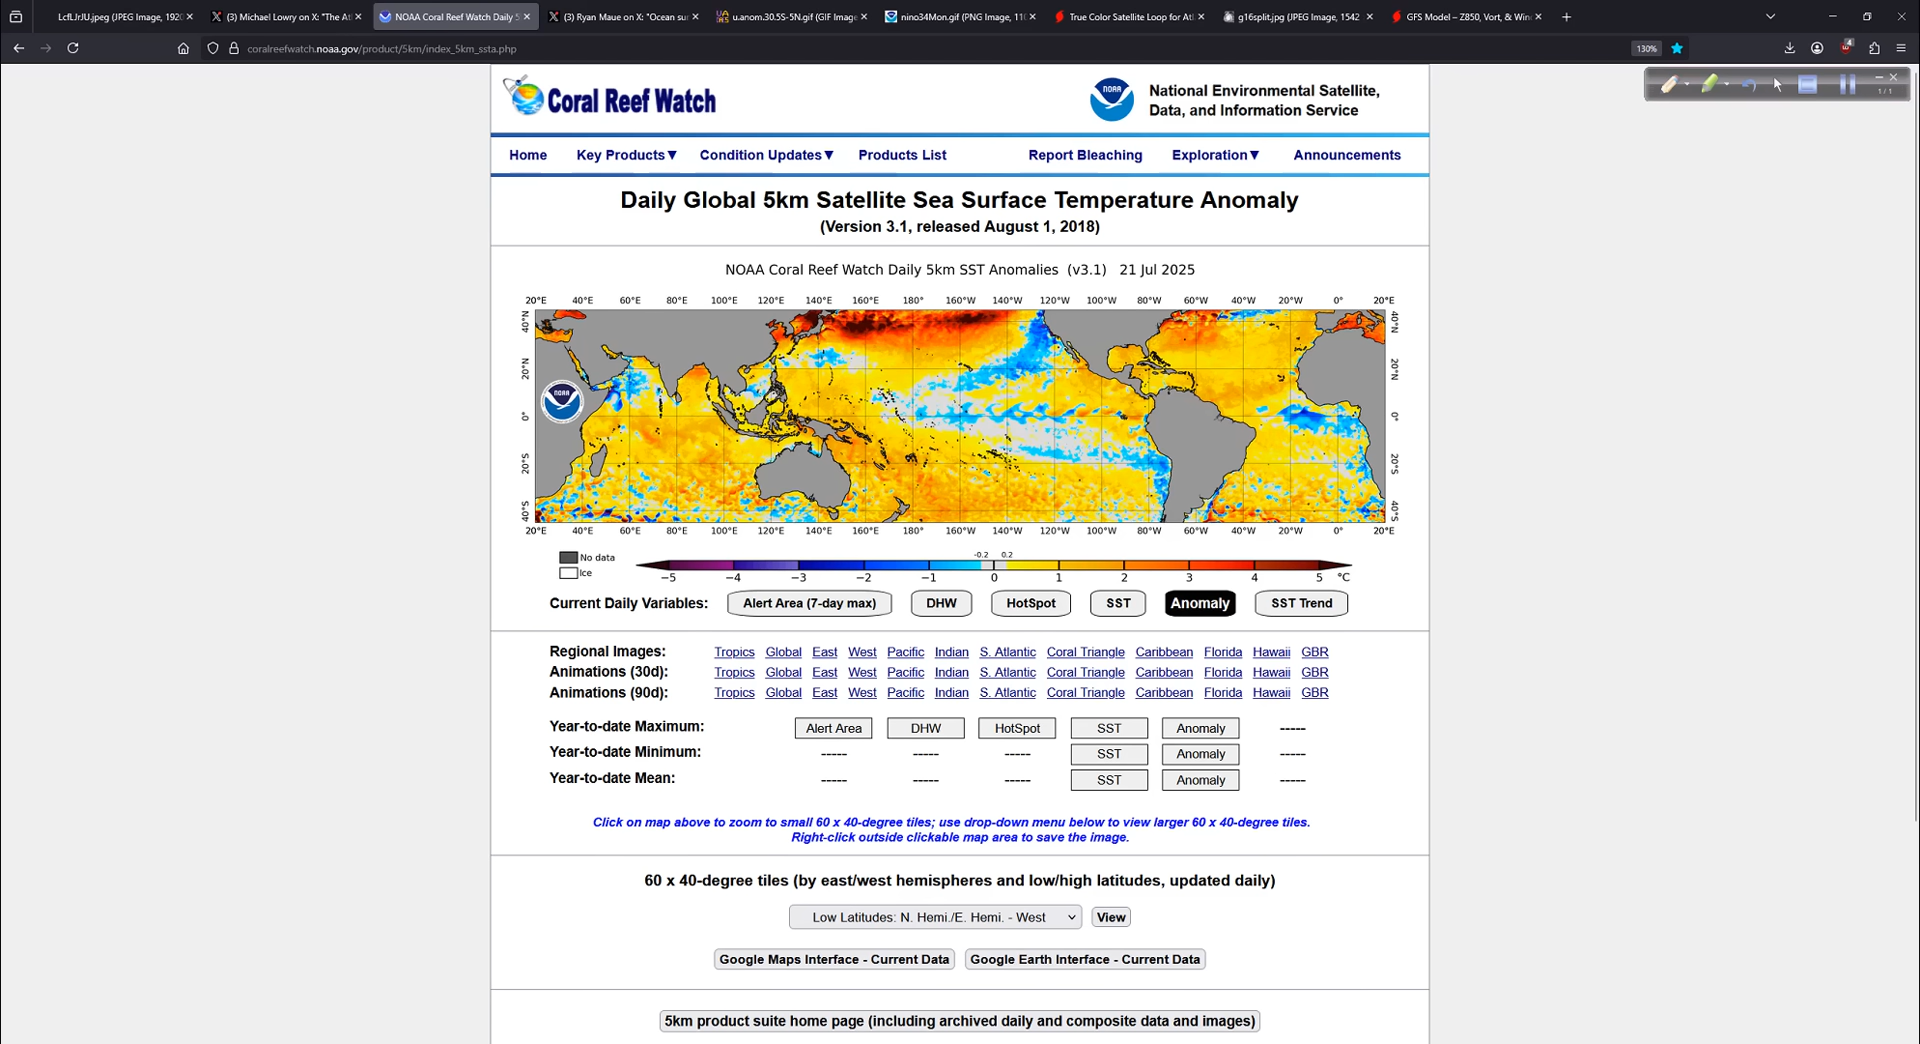 LcfLJrJU.jpeg (JPEG Image, 192
(3) Michael Lowry on X: "The At
NOAA Coral Reef Watch Daily 5
(3) Ryan Maue on X: "Ocean su
u.anom.30.5S-5N.gif (GIF Image
nino34Mon.gif (PNG Image, 11
True Color Satellite Loop for At
g16split.jpg (JPEG Image, 1542
GFS Model – Z850, Vort, & Win
coralreefwatch.noaa.gov/product/5km/index_5km_ssta.php
130%
4
1 / 1
Coral Reef Watch
NOAA
National Environmental Satellite,
Data, and Information Service
Home Key Products▼ Condition Updates▼ Products List Report Bleaching Exploration▼ Announcements
Daily Global 5km Satellite Sea Surface Temperature Anomaly
(Version 3.1, released August 1, 2018)
NOAA Coral Reef Watch Daily 5km SST Anomalies (v3.1) 21 Jul 2025
20°E 40°E 60°E 80°E 100°E 120°E 140°E 160°E 180° 160°W 140°W 120°W 100°W 80°W 60°W 40°W 20°W 0° 20°E
40°N 40°N
20°N 20°N
NOAA
0° 0°
20°S 20°S
40°S 40°S
20°E 40°E 60°E 80°E 100°E 120°E 140°E 160°E 180° 160°W 140°W 120°W 100°W 80°W 60°W 40°W 20°W 0° 20°E
-0.2 0.2
No data
Ice
−5 −4 −3 −2 −1 0 1 2 3 4 5 °C
Current Daily Variables: Alert Area (7-day max) DHW HotSpot SST Anomaly SST Trend
Regional Images: Tropics Global East West Pacific Indian S. Atlantic Coral Triangle Caribbean Florida Hawaii GBR
Animations (30d): Tropics Global East West Pacific Indian S. Atlantic Coral Triangle Caribbean Florida Hawaii GBR
Animations (90d): Tropics Global East West Pacific Indian S. Atlantic Coral Triangle Caribbean Florida Hawaii GBR
Year-to-date Maximum: Alert Area DHW HotSpot SST Anomaly -----
Year-to-date Minimum: ----- ----- ----- SST Anomaly -----
Year-to-date Mean: ----- ----- ----- SST Anomaly -----
Click on map above to zoom to small 60 x 40-degree tiles; use drop-down menu below to view larger 60 x 40-degree tiles.
Right-click outside clickable map area to save the image.
60 x 40-degree tiles (by east/west hemispheres and low/high latitudes, updated daily)
Low Latitudes: N. Hemi./E. Hemi. - West View
Google Maps Interface - Current Data Google Earth Interface - Current Data
5km product suite home page (including archived daily and composite data and images)